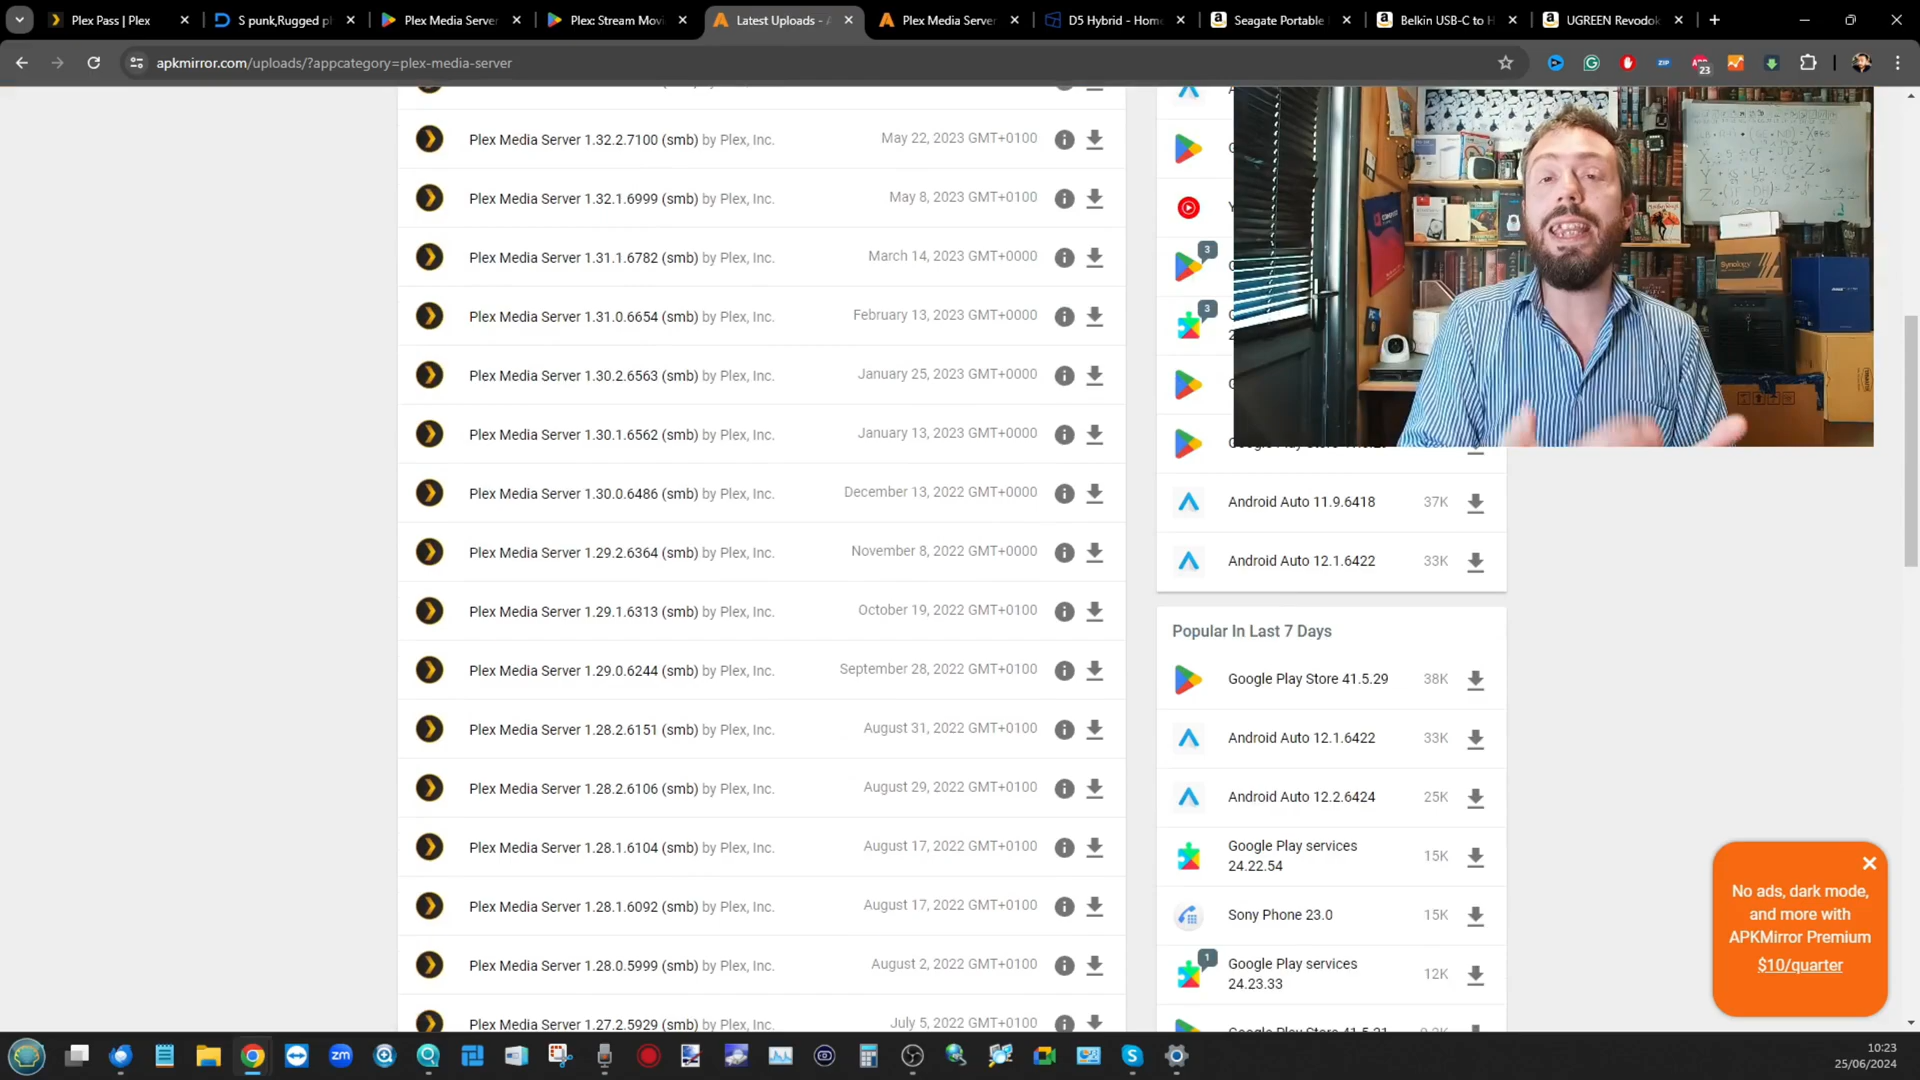 Plex Pass | Plex
S punk,Rugged p
Plex Media Server
Plex: Stream Movi
Latest Uploads -
Plex Media Server
D5 Hybrid - Home
Seagate Portable
Belkin USB-C to H
UGREEN Revodok
apkmirror.com/uploads/?appcategory=plex-media-server
ZIP
23
Plex Media Server 1.32.2.7100 (smb) by Plex, Inc. May 22, 2023 GMT+0100
Plex Media Server 1.32.1.6999 (smb) by Plex, Inc. May 8, 2023 GMT+0100
Plex Media Server 1.31.1.6782 (smb) by Plex, Inc. March 14, 2023 GMT+0000
Plex Media Server 1.31.0.6654 (smb) by Plex, Inc. February 13, 2023 GMT+0000
Plex Media Server 1.30.2.6563 (smb) by Plex, Inc. January 25, 2023 GMT+0000
Plex Media Server 1.30.1.6562 (smb) by Plex, Inc. January 13, 2023 GMT+0000
Plex Media Server 1.30.0.6486 (smb) by Plex, Inc. December 13, 2022 GMT+0000
Plex Media Server 1.29.2.6364 (smb) by Plex, Inc. November 8, 2022 GMT+0000
Plex Media Server 1.29.1.6313 (smb) by Plex, Inc. October 19, 2022 GMT+0100
Plex Media Server 1.29.0.6244 (smb) by Plex, Inc. September 28, 2022 GMT+0100
Plex Media Server 1.28.2.6151 (smb) by Plex, Inc. August 31, 2022 GMT+0100
Plex Media Server 1.28.2.6106 (smb) by Plex, Inc. August 29, 2022 GMT+0100
Plex Media Server 1.28.1.6104 (smb) by Plex, Inc. August 17, 2022 GMT+0100
Plex Media Server 1.28.1.6092 (smb) by Plex, Inc. August 17, 2022 GMT+0100
Plex Media Server 1.28.0.5999 (smb) by Plex, Inc. August 2, 2022 GMT+0100
Plex Media Server 1.27.2.5929 (smb) by Plex, Inc. July 5, 2022 GMT+0100
3
3
Synology
Android Auto 11.9.6418 37K
Android Auto 12.1.6422 33K
Popular In Last 7 Days
Google Play Store 41.5.29 38K
Android Auto 12.1.6422 33K
Android Auto 12.2.6424 25K
Google Play services
24.22.54 15K
Sony Phone 23.0 15K
1
Google Play services
24.23.33 12K
No ads, dark mode,
and more with
APKMirror Premium
$10/quarter
zm
10:23
25/06/2024